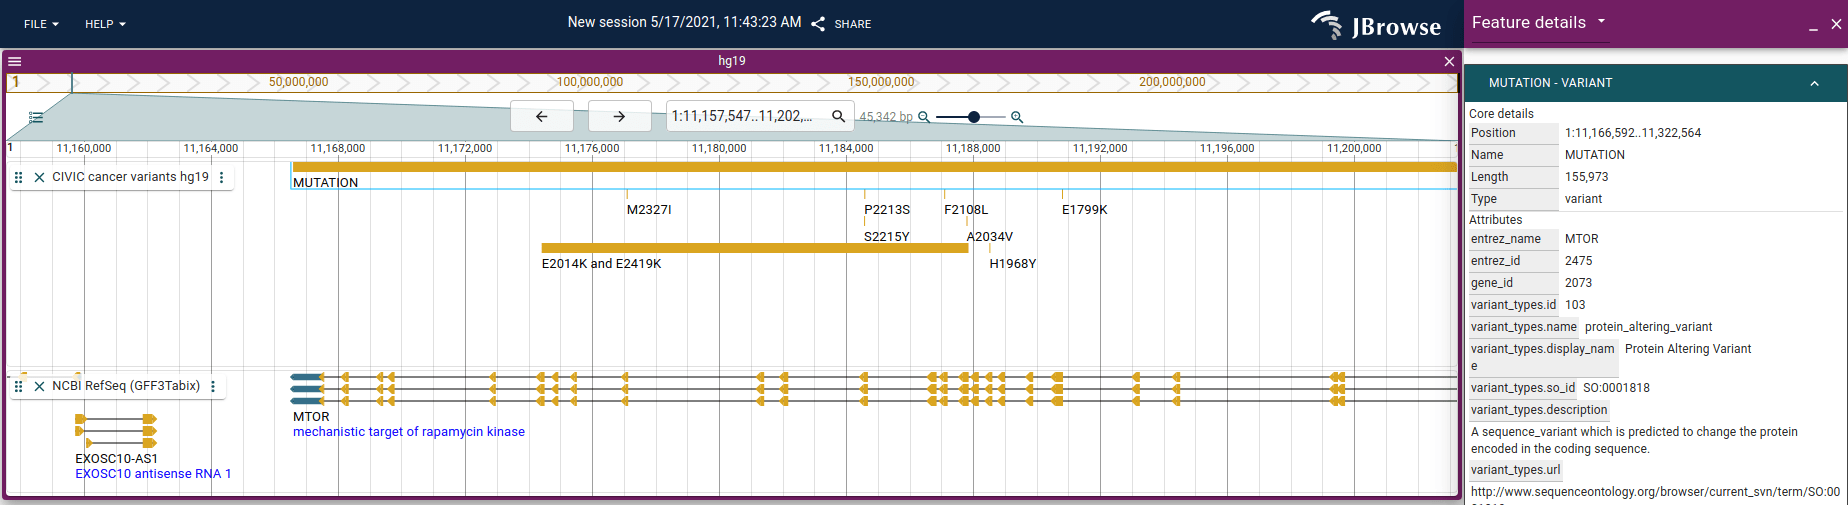 FILE HELP New session 5/17/2021, 11:43:23 AM SHARE JBrowse
hg19
1 50,000,000 100,000,000 150,000,000 200,000,000
1:11,157,547..11,202,... 45,342 bp
1 11,160,000 11,164,000 11,168,000 11,172,000 11,176,000 11,180,000 11,184,000 11,188,000 11,192,000 11,196,000 11,200,000
CIVIC cancer variants hg19
MUTATION
M2327I P2213S F2108L E1799K
S2215Y A2034V
E2014K and E2419K H1968Y
NCBI RefSeq (GFF3Tabix)
MTOR
mechanistic target of rapamycin kinase
EXOSC10-AS1
EXOSC10 antisense RNA 1
Feature details
MUTATION - VARIANT
Core details
Position 1:11,166,592..11,322,564
Name MUTATION
Length 155,973
Type variant
Attributes
entrez_name MTOR
entrez_id 2475
gene_id 2073
variant_types.id 103
variant_types.name protein_altering_variant
variant_types.display_nam Protein Altering Variant
e
variant_types.so_id SO:0001818
variant_types.description
A sequence_variant which is predicted to change the protein
encoded in the coding sequence.
variant_types.url
http://www.sequenceontology.org/browser/current_svn/term/SO:00